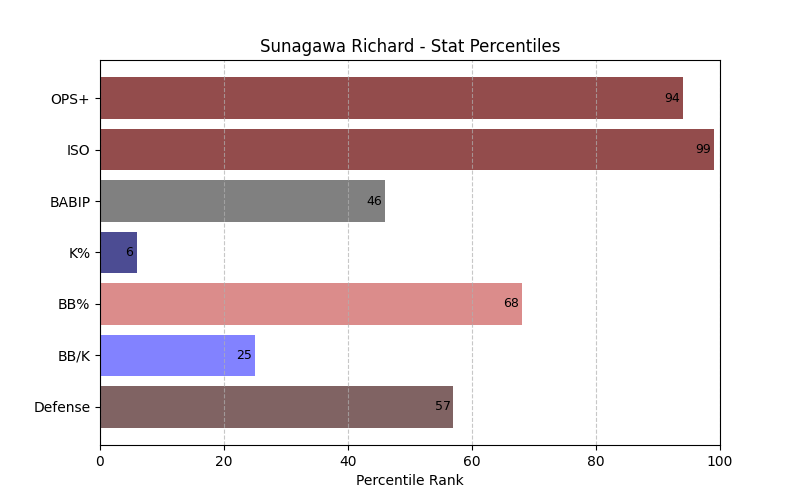 Sunagawa Richard - Stat Percentiles
OPS+ 94
ISO 99
BABIP 46
K% 6
BB% 68
BB/K 25
Defense 57
0 20 40 60 80 100
Percentile Rank